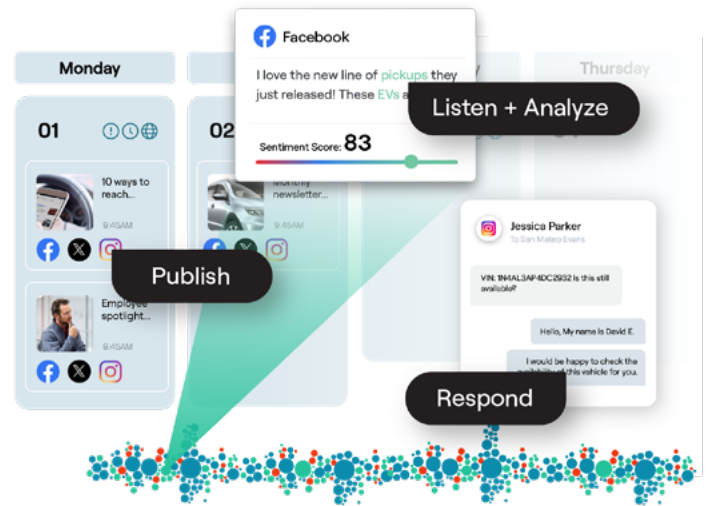 Facebook
I love the new line of pickups they
just released! These EVs a
Listen + Analyze
Sentiment Score: 83
Monday
Thursday
01
02
10 ways to
reach...
9:45AM
Monthly
newsletter...
9:45AM
Publish
Employee
spotlight...
9:45AM
Jessica Parker
To San Mateo Evans
VIN: 1N4AL3AP4DC2932 Is this still
available?
Hello, My name is David E.
I would be happy to check the
availability of this vehicle for you.
Respond